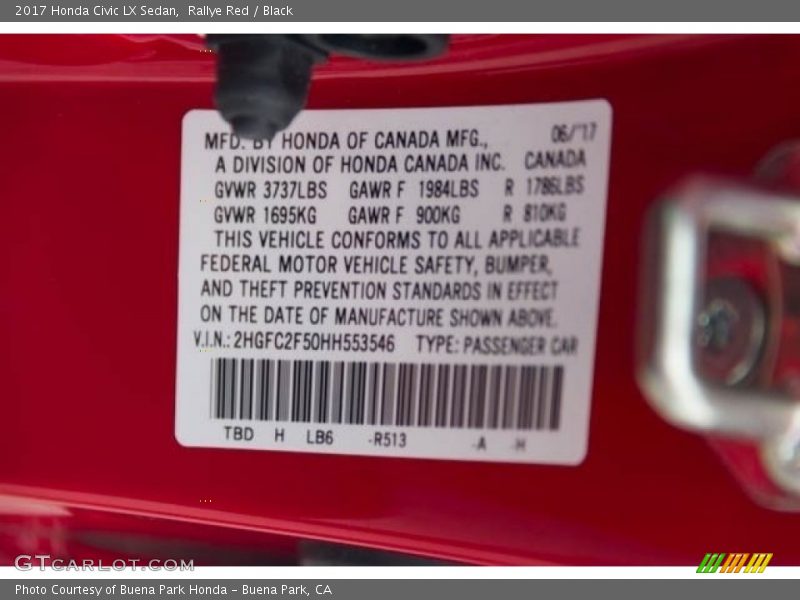 2017 Honda Civic LX Sedan, Rallye Red / Black
MFD. BY HONDA OF CANADA MFG., 06/17
A DIVISION OF HONDA CANADA INC. CANADA
GVWR 3737LBS GAWR F 1984LBS R 1786LBS
GVWR 1695KG GAWR F 900KG R 810KG
THIS VEHICLE CONFORMS TO ALL APPLICABLE
FEDERAL MOTOR VEHICLE SAFETY, BUMPER,
AND THEFT PREVENTION STANDARDS IN EFFECT
ON THE DATE OF MANUFACTURE SHOWN ABOVE.
V.I.N.: 2HGFC2F50HH553546 TYPE: PASSENGER CAR
TBD H LB6 -R513 -A -H
GTCARLOT.COM
Photo Courtesy of Buena Park Honda - Buena Park, CA